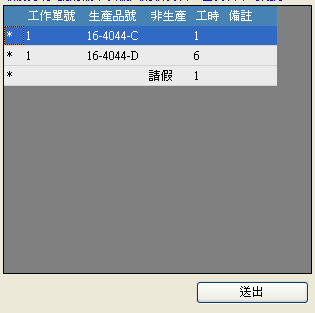 工作單號 生產品號 非生產 工時 備註
* 1 16-4044-C 1
* 1 16-4044-D 6
* 請假 1
送出